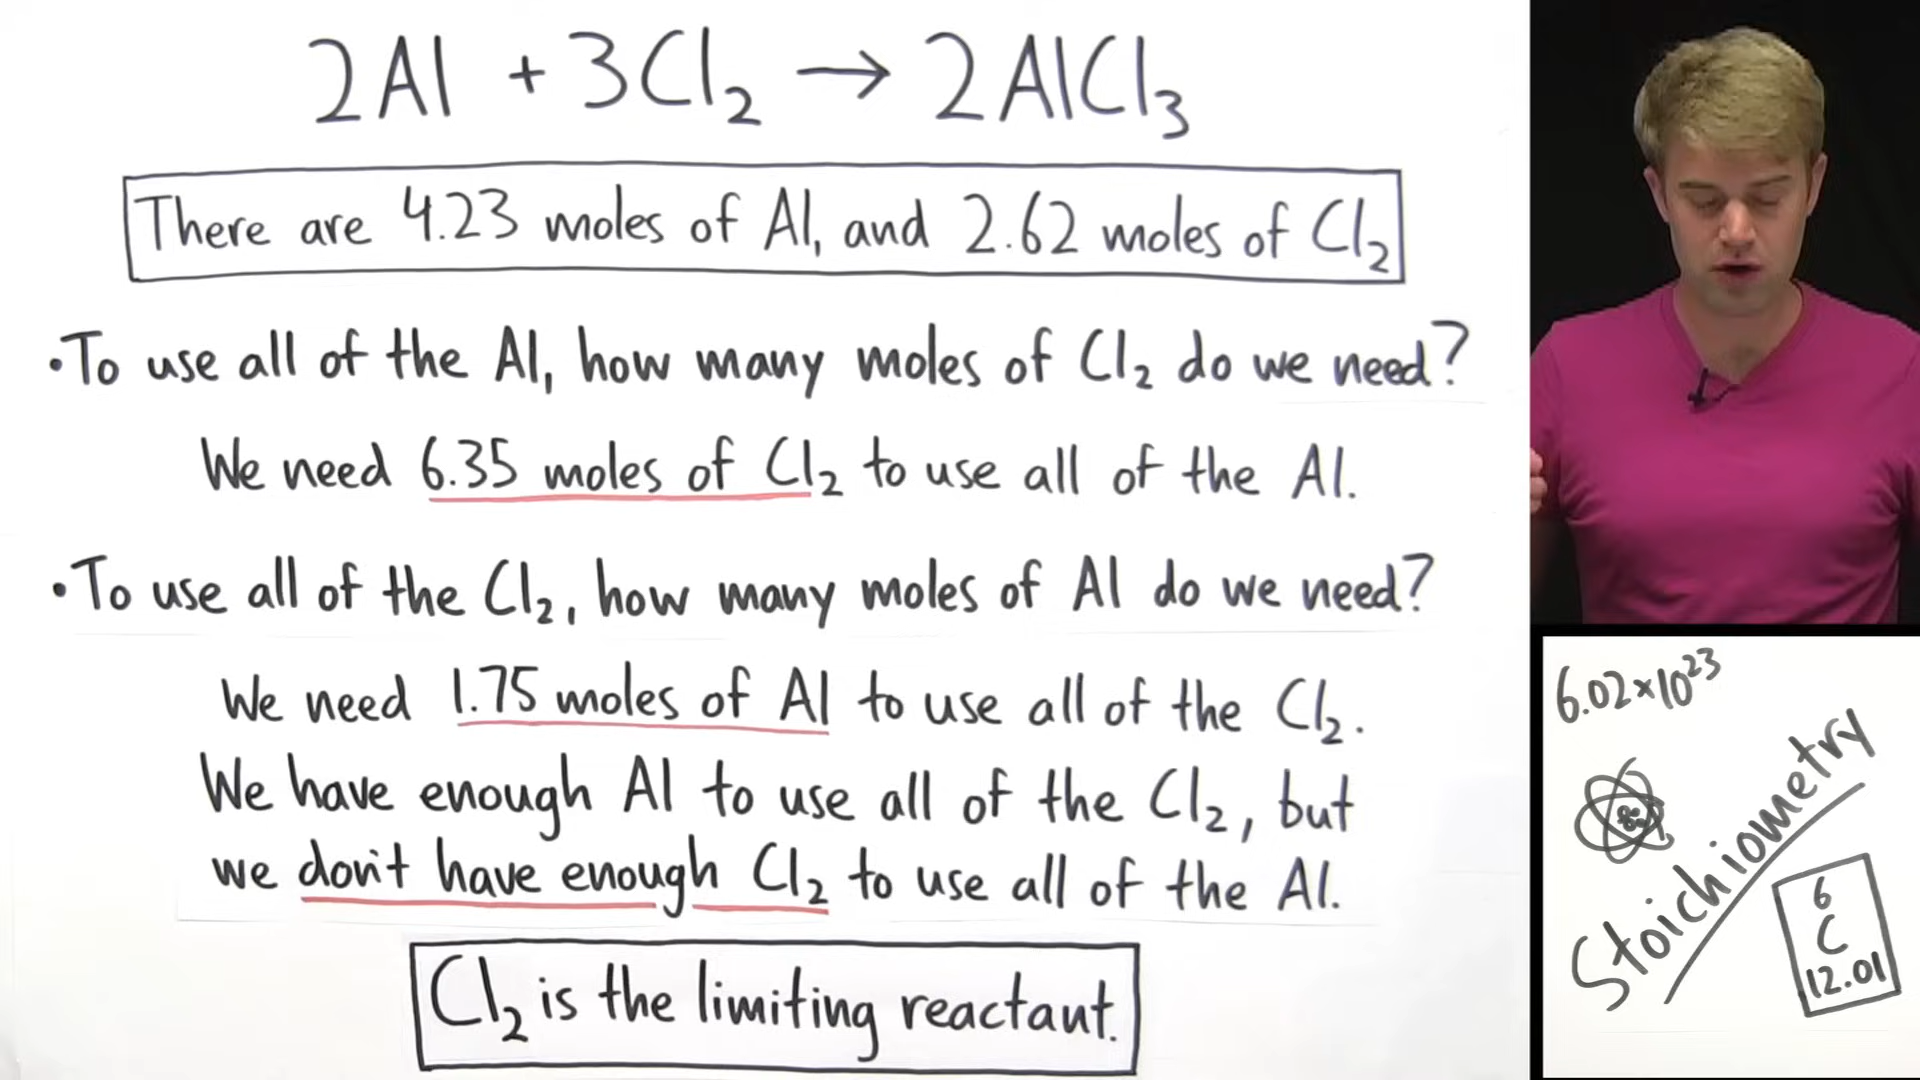 2Al + 3Cl₂ → 2AlCl₃
There are 4.23 moles of Al, and 2.62 moles of Cl₂
•To use all of the Al, how many moles of Cl₂ do we need?
We need 6.35 moles of Cl₂ to use all of the Al.
•To use all of the Cl₂, how many moles of Al do we need?
We need 1.75 moles of Al to use all of the Cl₂.
We have enough Al to use all of the Cl₂, but
we don't have enough Cl₂ to use all of the Al.
Cl₂ is the limiting reactant.
6.02×10²³
Stoichiometry
6
C
12.01